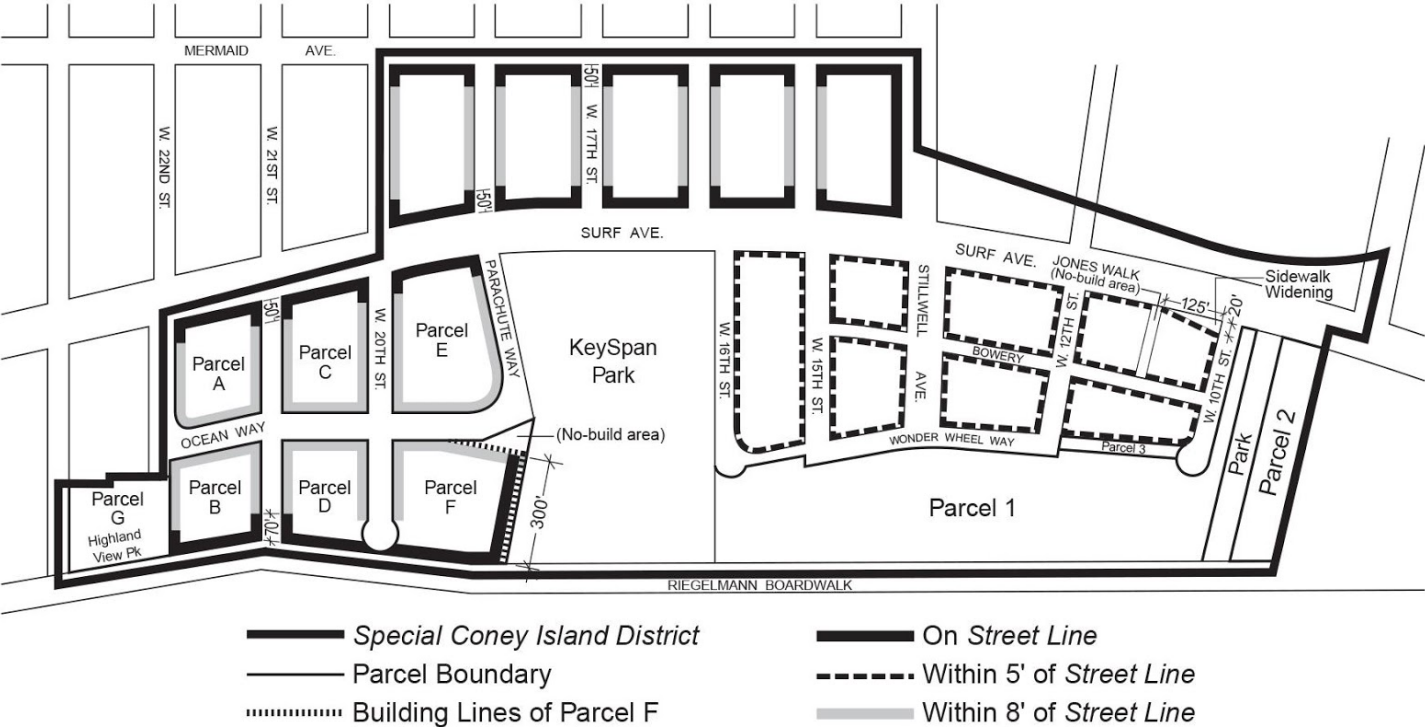 MERMAID AVE.
50'
W. 22ND ST.
W. 21ST ST.
W. 17TH ST.
50'
SURF AVE.
SURF AVE.
JONES WALK
(No-build area)
Sidewalk
Widening
125'
20'
50'
PARACHUTE WAY
W. 20TH ST.
Parcel
A
Parcel
C
Parcel
E
KeySpan
Park
W. 16TH ST.
W. 15TH ST.
STILLWELL AVE.
BOWERY
W. 12TH ST.
W. 10TH ST.
OCEAN WAY
(No-build area)
WONDER WHEEL WAY
Parcel 3
Park
Parcel 2
Parcel
G
Highland
View Pk
Parcel
B
70'
Parcel
D
Parcel
F
300'
Parcel 1
RIEGELMANN BOARDWALK
Special Coney Island District
On Street Line
Parcel Boundary
Within 5' of Street Line
Building Lines of Parcel F
Within 8' of Street Line